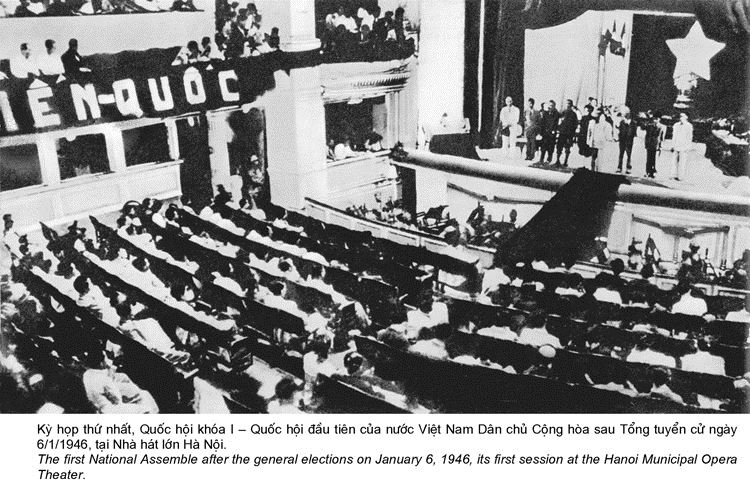 IẾN-QUỐC
Kỳ họp thứ nhất, Quốc hội khóa I – Quốc hội đầu tiên của nước Việt Nam Dân chủ Cộng hòa sau Tổng tuyển cử ngày
6/1/1946, tại Nhà hát lớn Hà Nội.
The first National Assemble after the general elections on January 6, 1946, its first session at the Hanoi Municipal Opera
Theater.